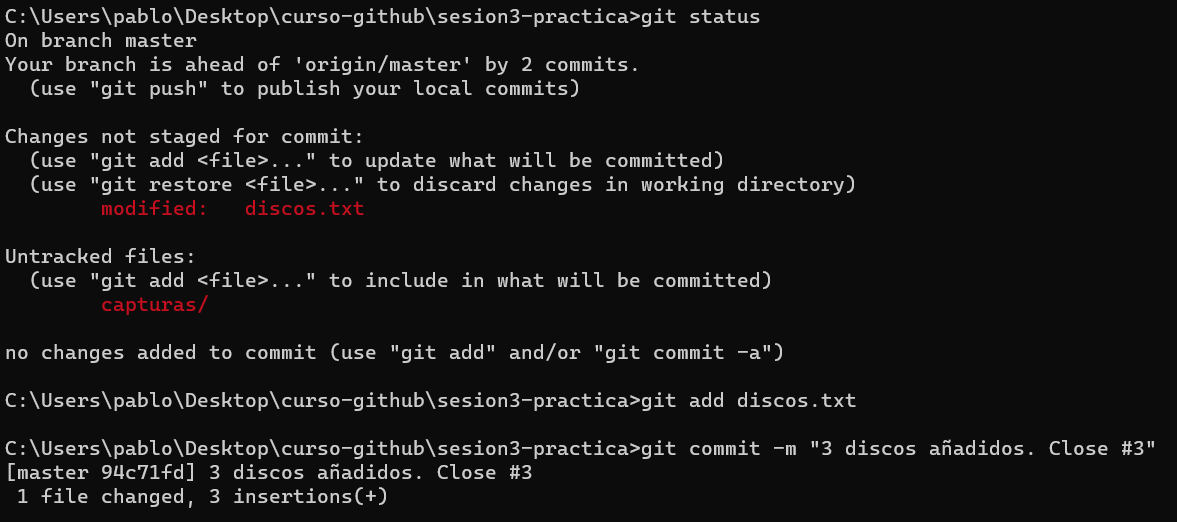 C:\Users\pablo\Desktop\curso-github\sesion3-practica>git status
On branch master
Your branch is ahead of 'origin/master' by 2 commits.
  (use "git push" to publish your local commits)

Changes not staged for commit:
  (use "git add <file>..." to update what will be committed)
  (use "git restore <file>..." to discard changes in working directory)
        modified:   discos.txt

Untracked files:
  (use "git add <file>..." to include in what will be committed)
        capturas/

no changes added to commit (use "git add" and/or "git commit -a")

C:\Users\pablo\Desktop\curso-github\sesion3-practica>git add discos.txt

C:\Users\pablo\Desktop\curso-github\sesion3-practica>git commit -m "3 discos añadidos. Close #3"
[master 94c71fd] 3 discos añadidos. Close #3
 1 file changed, 3 insertions(+)